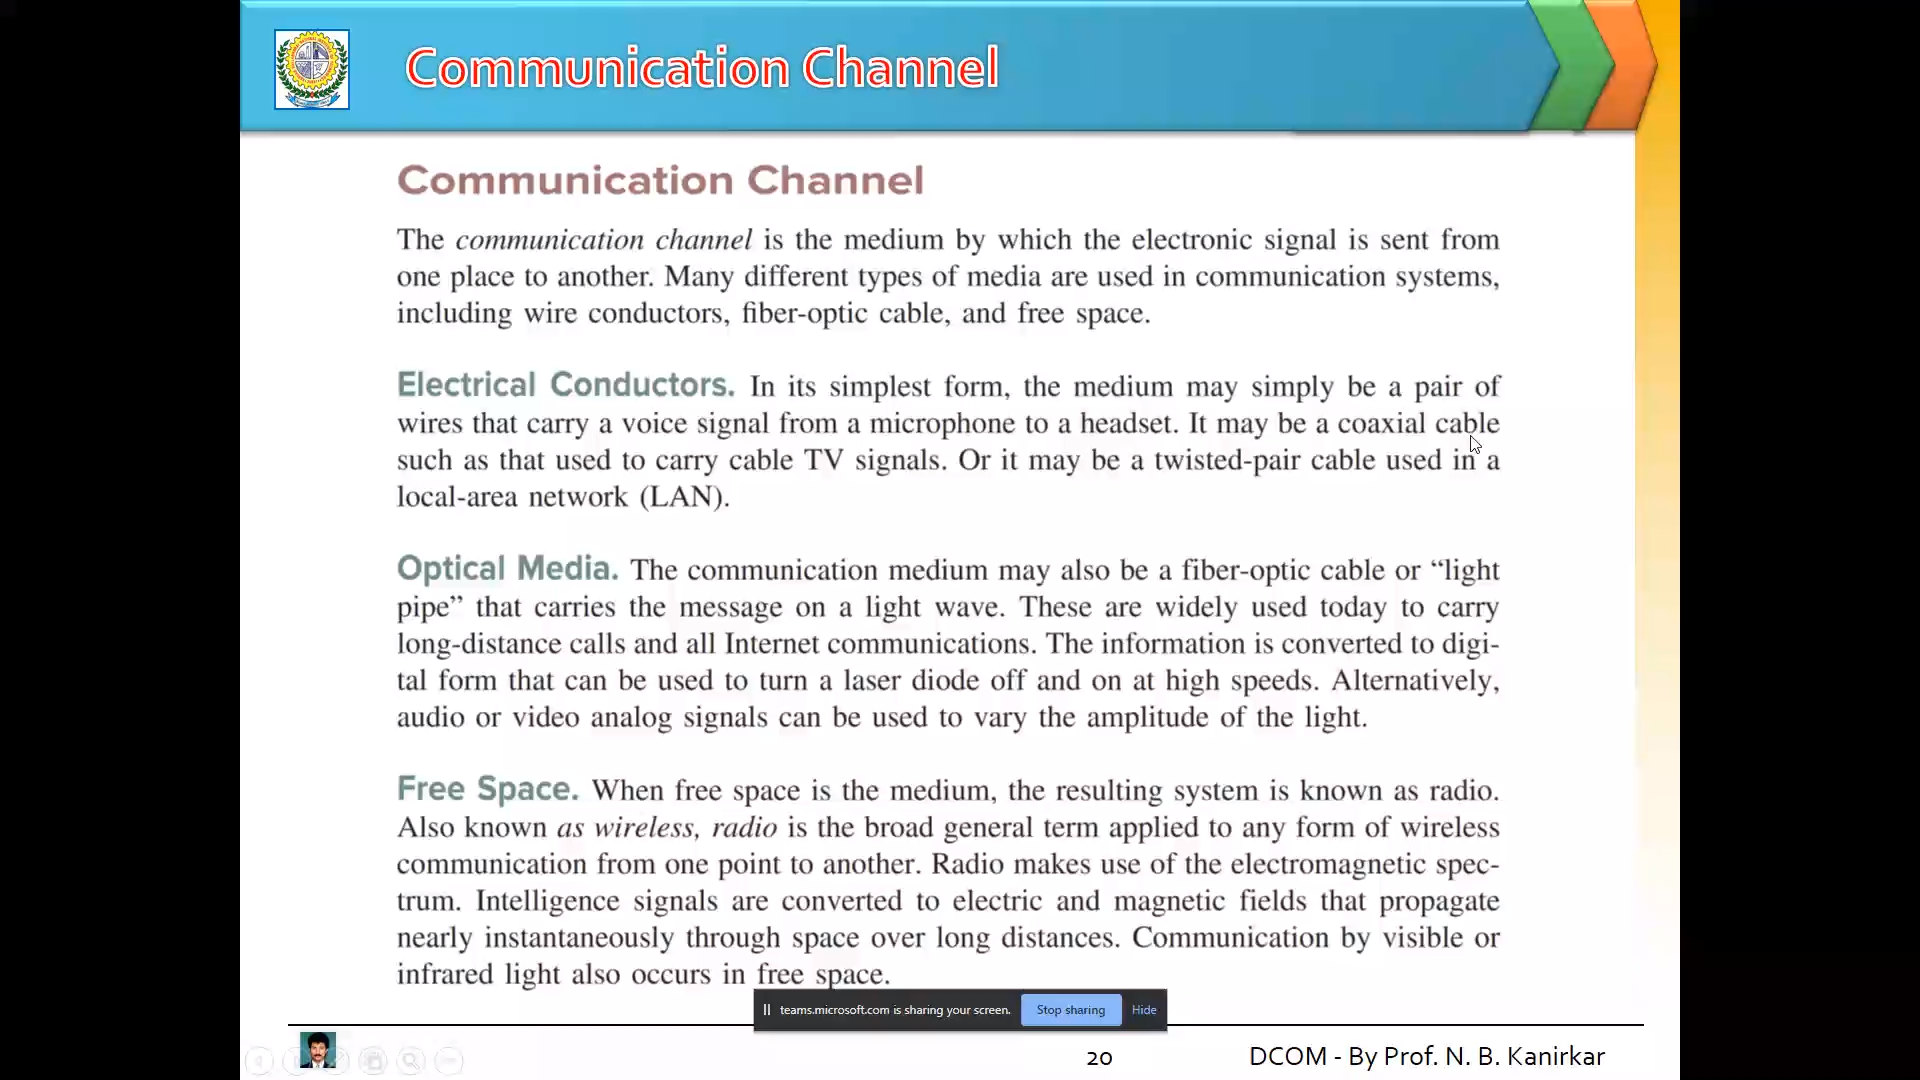 Communication Channel
Communication Channel
The communication channel is the medium by which the electronic signal is sent from
one place to another. Many different types of media are used in communication systems,
including wire conductors, fiber-optic cable, and free space.
Electrical Conductors. In its simplest form, the medium may simply be a pair of
wires that carry a voice signal from a microphone to a headset. It may be a coaxial cable
such as that used to carry cable TV signals. Or it may be a twisted-pair cable used in a
local-area network (LAN).
Optical Media. The communication medium may also be a fiber-optic cable or “light
pipe” that carries the message on a light wave. These are widely used today to carry
long-distance calls and all Internet communications. The information is converted to digi-
tal form that can be used to turn a laser diode off and on at high speeds. Alternatively,
audio or video analog signals can be used to vary the amplitude of the light.
Free Space. When free space is the medium, the resulting system is known as radio.
Also known as wireless, radio is the broad general term applied to any form of wireless
communication from one point to another. Radio makes use of the electromagnetic spec-
trum. Intelligence signals are converted to electric and magnetic fields that propagate
nearly instantaneously through space over long distances. Communication by visible or
infrared light also occurs in free space.
teams.microsoft.com is sharing your screen. Stop sharing Hide
20 DCOM - By Prof. N. B. Kanirkar